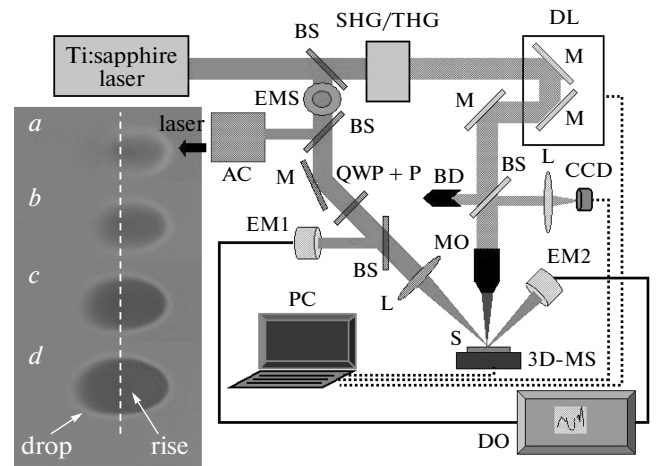 SHG/THG
DL
BS
Ti:sapphire
laser
M
EMS
M
M
a
laser
BS
BS
L
CCD
AC
QWP + P
BD
M
b
EM1
MO
EM2
BS
c
PC
L
S
d
3D-MS
drop
rise
DO